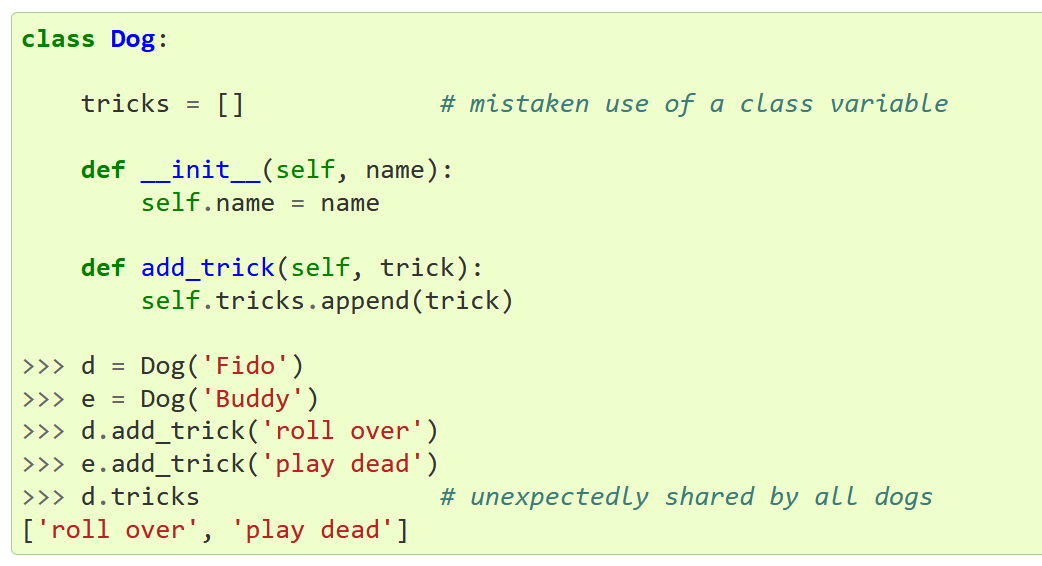 class Dog:
    tricks = []             # mistaken use of a class variable
    def __init__(self, name):
        self.name = name
    def add_trick(self, trick):
        self.tricks.append(trick)
>>> d = Dog('Fido')
>>> e = Dog('Buddy')
>>> d.add_trick('roll over')
>>> e.add_trick('play dead')
>>> d.tricks                # unexpectedly shared by all dogs
['roll over', 'play dead']